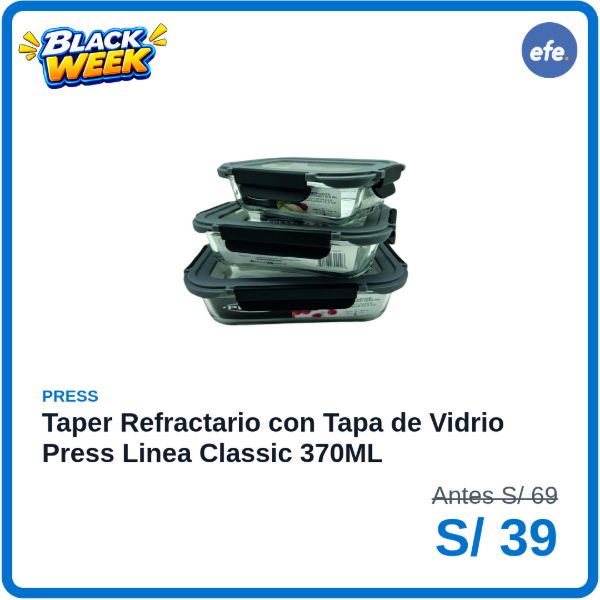 BLACK
WEEK
efe.
PRESS
Taper Refractario con Tapa de Vidrio
Press Linea Classic 370ML
Antes S/ 69
S/ 39